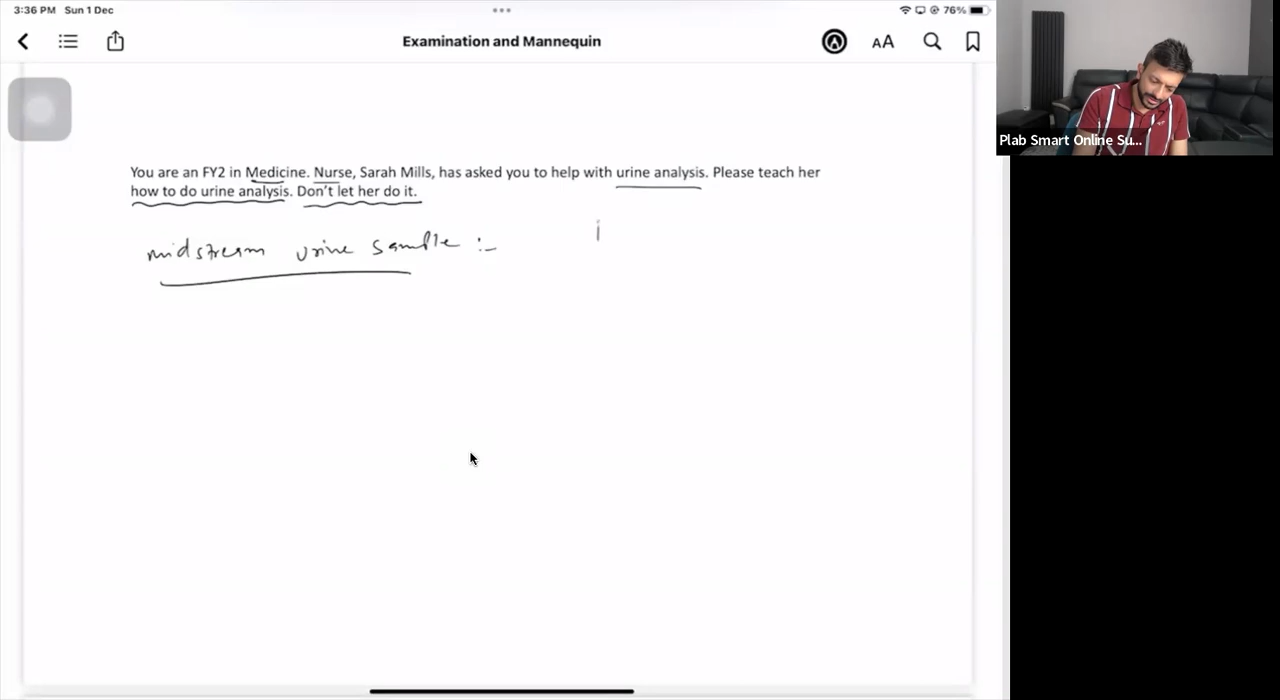 3:36 PM Sun 1 Dec
76%
Examination and Mannequin
AA
Plab Smart Online Su...
You are an FY2 in Medicine. Nurse, Sarah Mills, has asked you to help with urine analysis. Please teach her
how to do urine analysis. Don't let her do it.
midstream urine sample :-